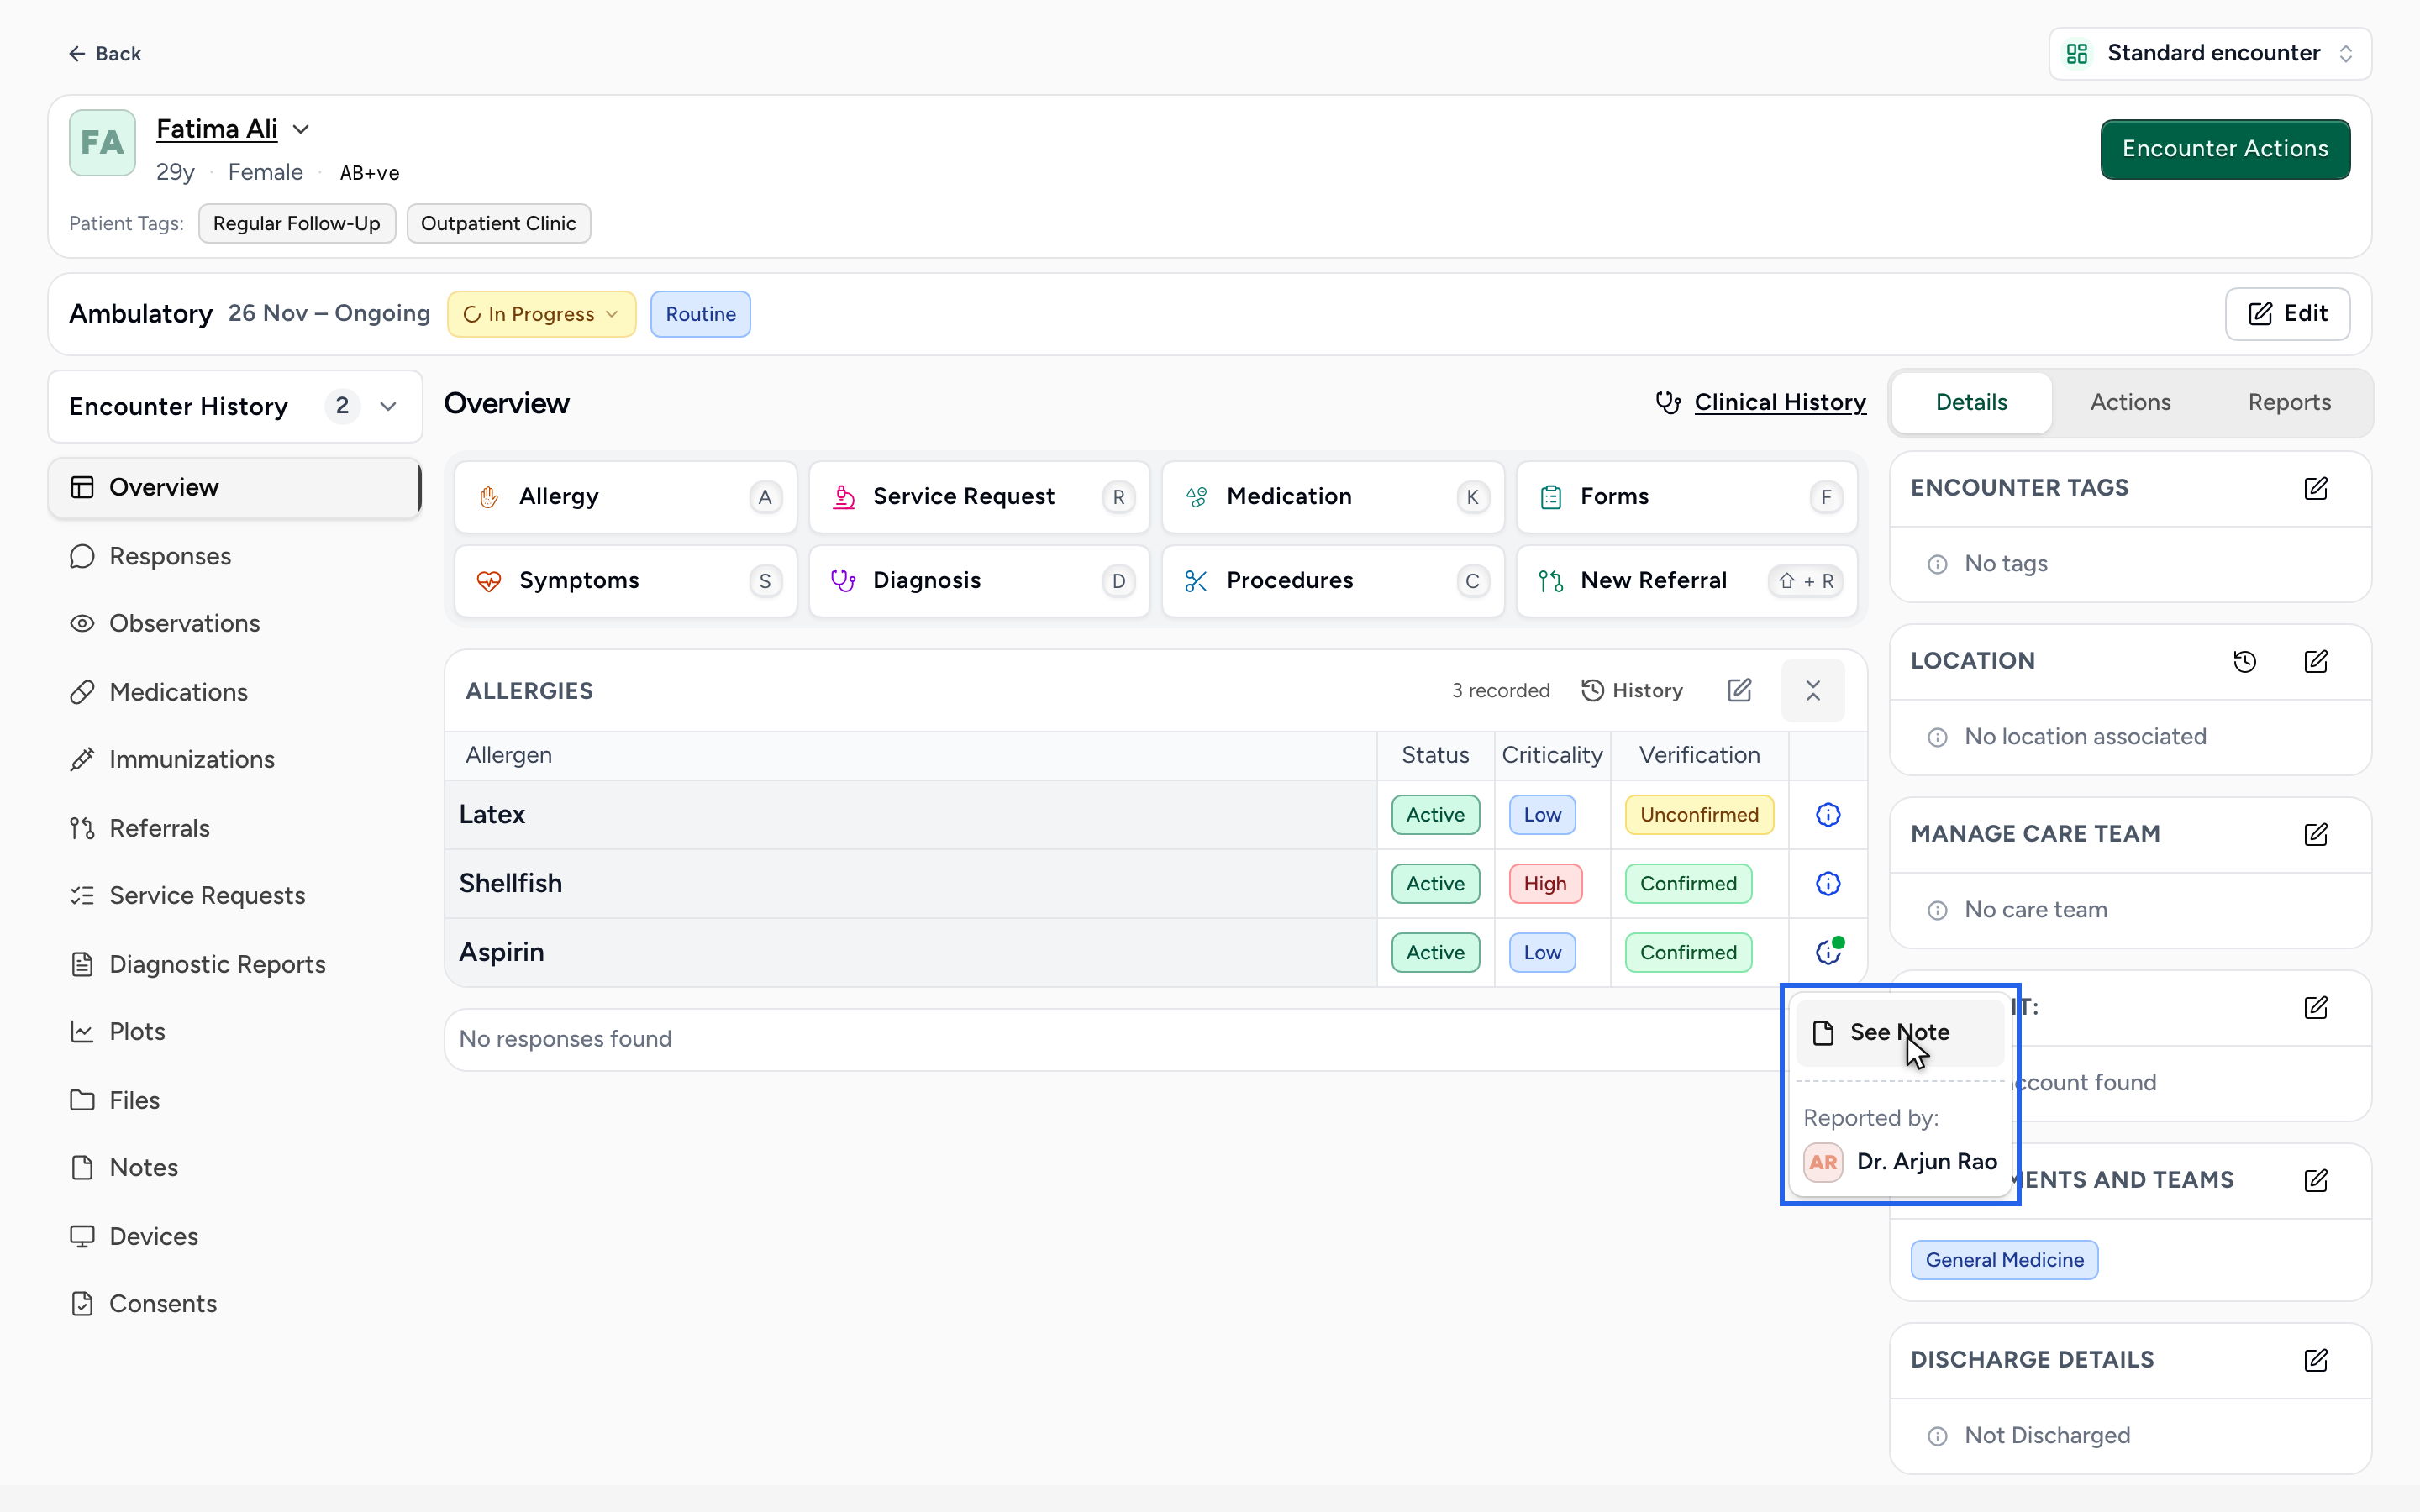 Back
Standard encounter
FA
Fatima Ali
29y · Female · AB+ve
Encounter Actions
Patient Tags: Regular Follow-Up Outpatient Clinic
Ambulatory 26 Nov – Ongoing In Progress Routine
Edit
Encounter History 2
Overview
Responses
Observations
Medications
Immunizations
Referrals
Service Requests
Diagnostic Reports
Plots
Files
Notes
Devices
Consents
Overview
Clinical History
Allergy A
Service Request R
Medication K
Forms F
Symptoms S
Diagnosis D
Procedures C
New Referral ⇧ + R
ALLERGIES
3 recorded History
Allergen Status Criticality Verification
Latex Active Low Unconfirmed
Shellfish Active High Confirmed
Aspirin Active Low Confirmed
No responses found
See Note
Reported by:
AR Dr. Arjun Rao
Details Actions Reports
ENCOUNTER TAGS
No tags
LOCATION
No location associated
MANAGE CARE TEAM
No care team
found
AND TEAMS
General Medicine
DISCHARGE DETAILS
Not Discharged